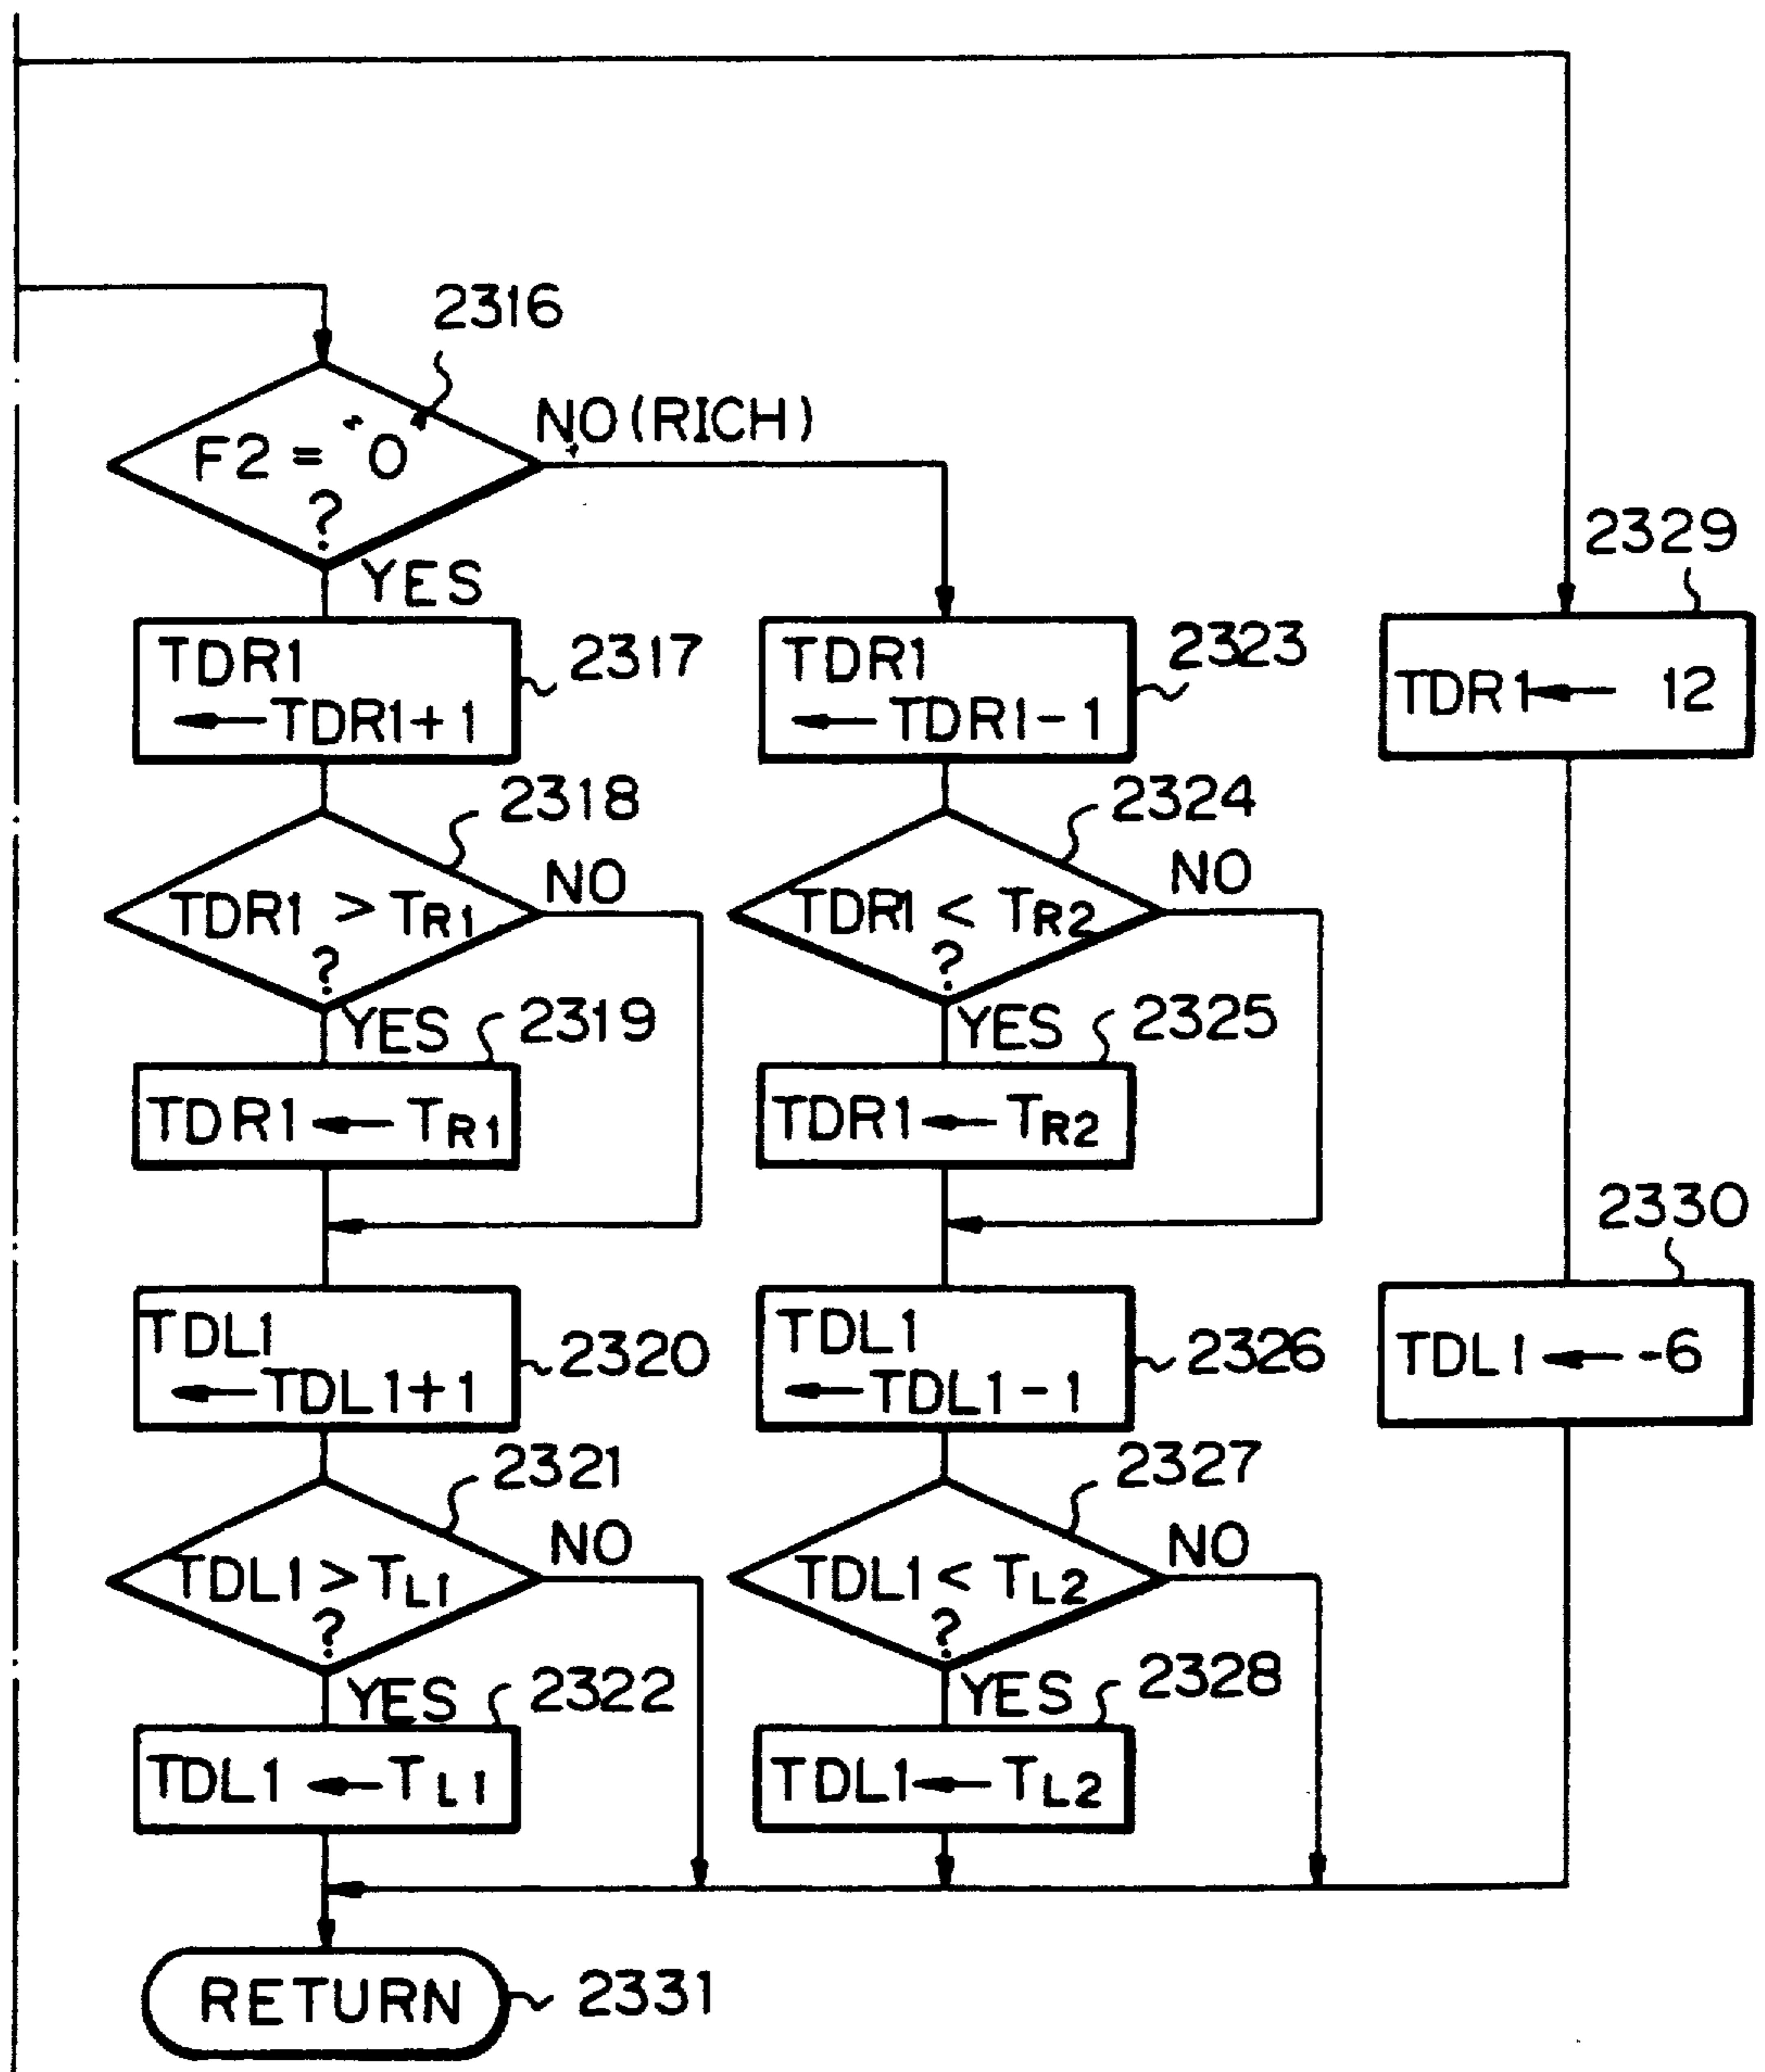 2316
F2 = "0"
?
NO (RICH)
YES
TDR1
← TDR1+1
2317
2318
TDR1 > TR1
?
NO
YES
2319
TDR1 ← TR1
TDL1
← TDL1+1
2320
2321
TDL1 > TL1
?
NO
YES
2322
TDL1 ← TL1
RETURN
2331
TDR1
← TDR1-1
2323
2324
TDR1 < TR2
?
NO
YES
2325
TDR1 ← TR2
TDL1
← TDL1-1
2326
2327
TDL1 < TL2
?
NO
YES
2328
TDL1 ← TL2
2329
TDR1 ← 12
2330
TDL1 ← -6